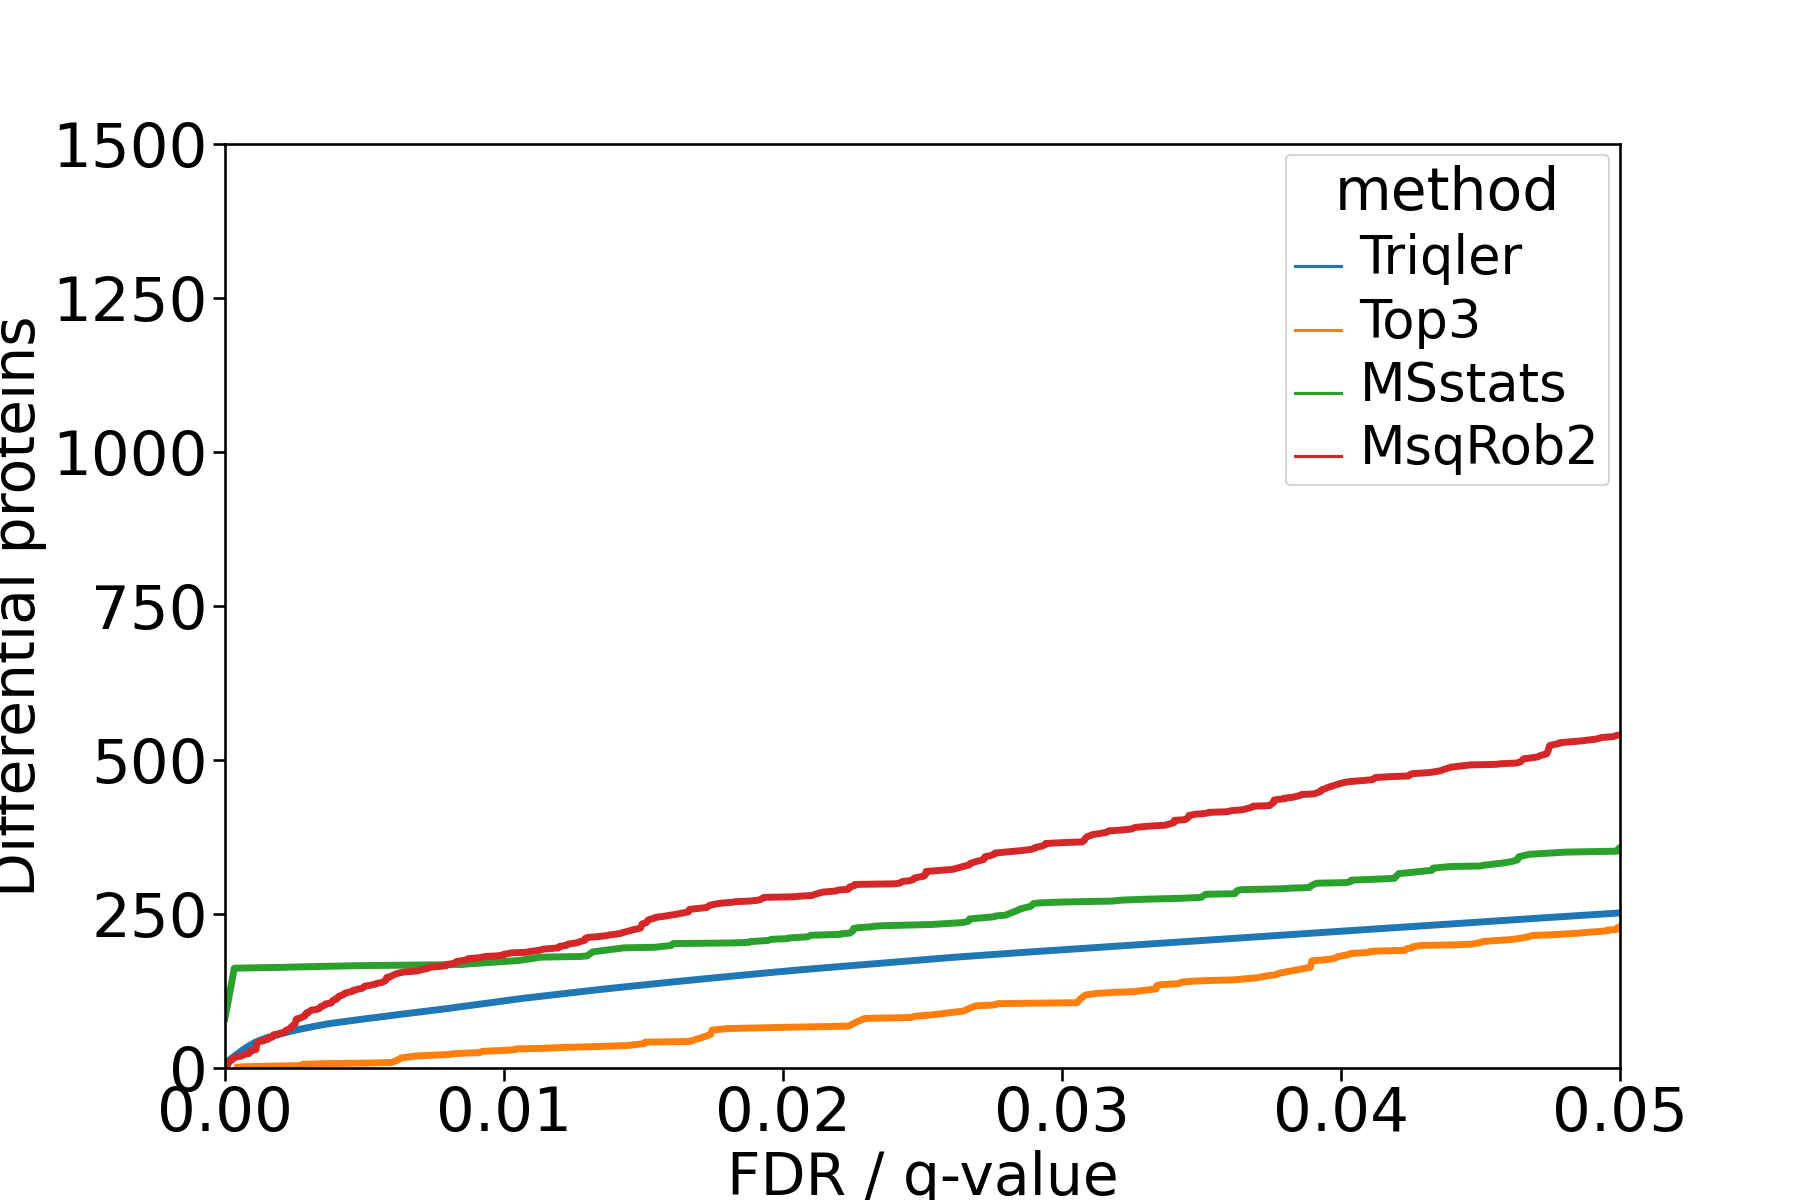 1500
1250
1000
750
500
250
0
Differential proteins
0.00 0.01 0.02 0.03 0.04 0.05
FDR / q-value
method
Triqler
Top3
MSstats
MsqRob2